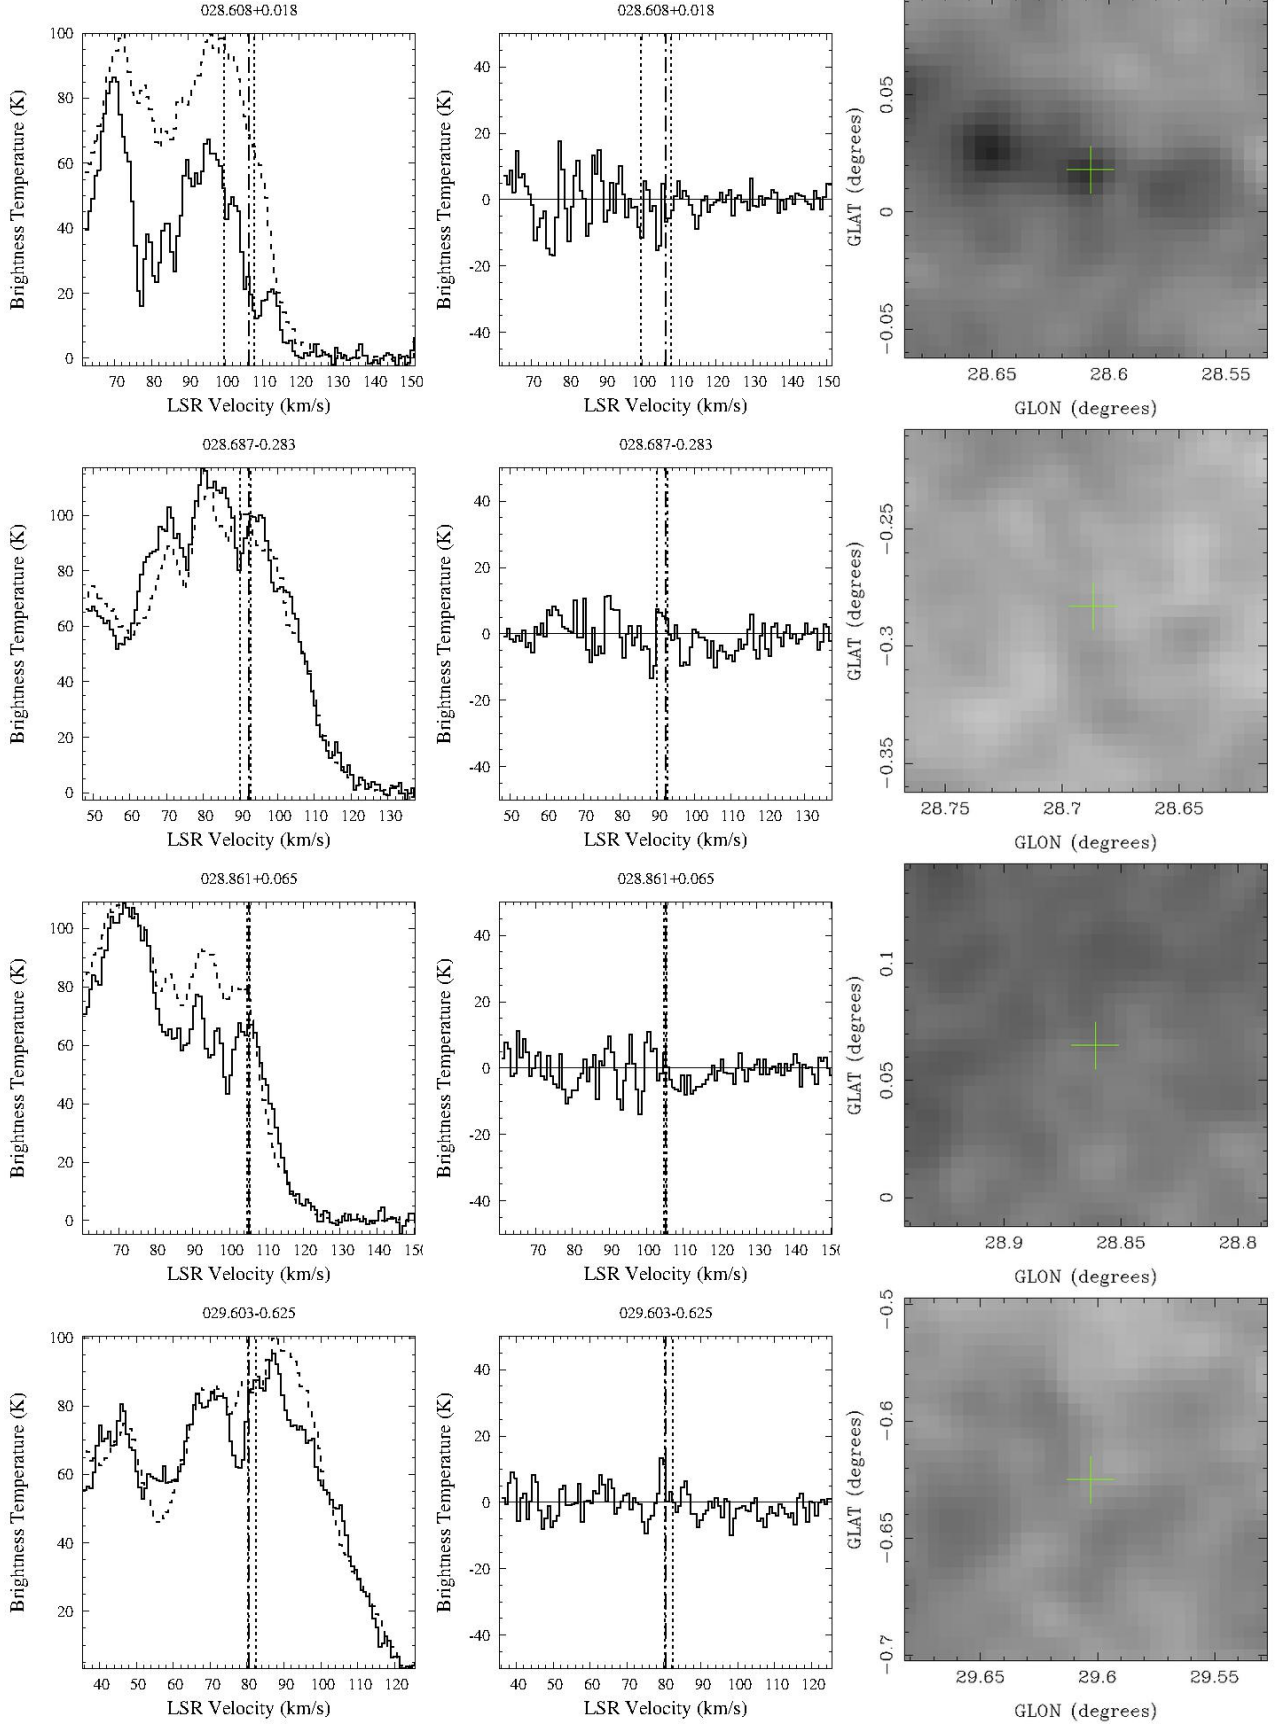 028.608+0.018
028.608+0.018
Brightness Temperature (K)
100
80
60
40
20
0
70 80 90 100 110 120 130 140 150
LSR Velocity (km/s)
Brightness Temperature (K)
40
20
0
-20
-40
70 80 90 100 110 120 130 140 150
LSR Velocity (km/s)
GLAT (degrees)
0.05
0
−0.05
28.65 28.6 28.55
GLON (degrees)
028.687-0.283
028.687-0.283
Brightness Temperature (K)
100
80
60
40
20
0
50 60 70 80 90 100 110 120 130
LSR Velocity (km/s)
Brightness Temperature (K)
40
20
0
-20
-40
50 60 70 80 90 100 110 120 130
LSR Velocity (km/s)
GLAT (degrees)
−0.25
−0.3
−0.35
28.75 28.7 28.65
GLON (degrees)
028.861+0.065
028.861+0.065
Brightness Temperature (K)
100
80
60
40
20
0
70 80 90 100 110 120 130 140 150
LSR Velocity (km/s)
Brightness Temperature (K)
40
20
0
-20
-40
70 80 90 100 110 120 130 140 150
LSR Velocity (km/s)
GLAT (degrees)
0.1
0.05
0
28.9 28.85 28.8
GLON (degrees)
029.603-0.625
029.603-0.625
Brightness Temperature (K)
100
80
60
40
20
40 50 60 70 80 90 100 110 120
LSR Velocity (km/s)
Brightness Temperature (K)
40
20
0
-20
-40
40 50 60 70 80 90 100 110 120
LSR Velocity (km/s)
GLAT (degrees)
−0.5
−0.6
−0.65
−0.7
29.65 29.6 29.55
GLON (degrees)